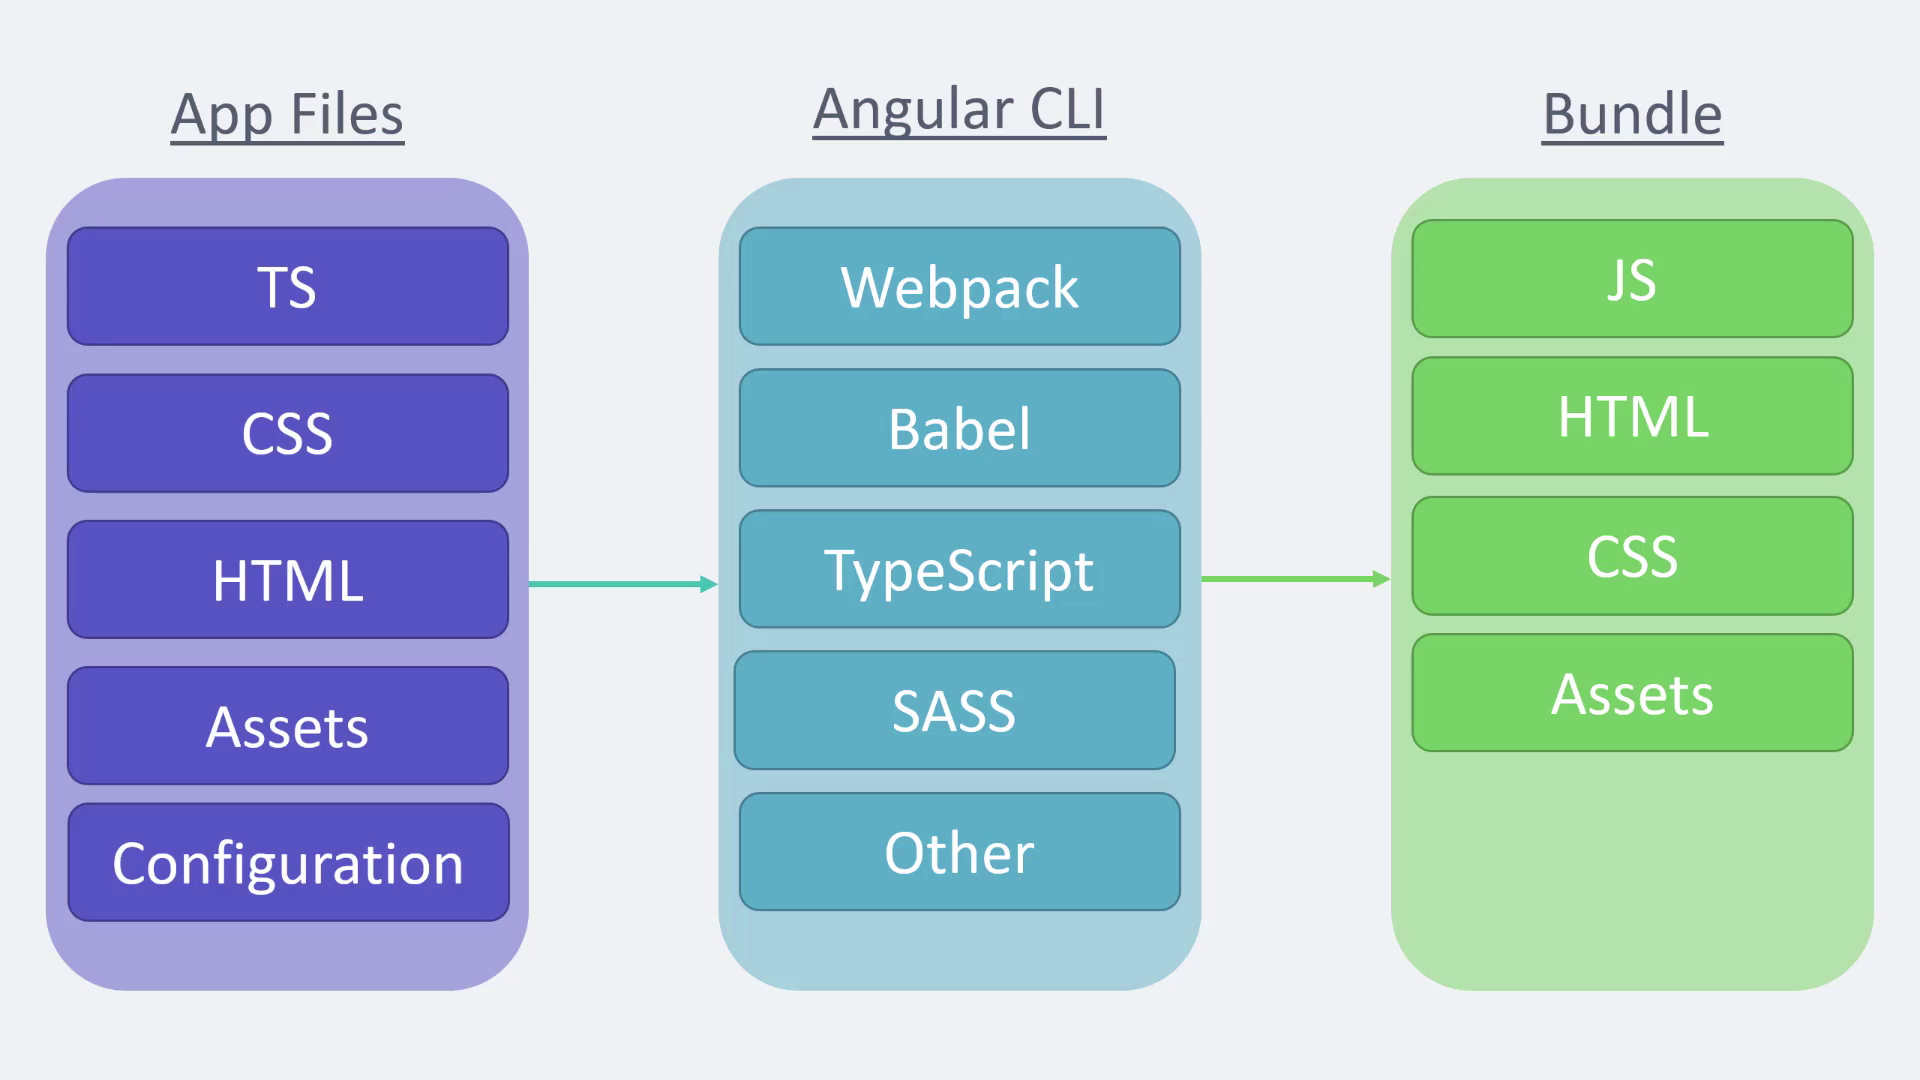 App Files
TS
CSS
HTML
Assets
Configuration
Angular CLI
Webpack
Babel
TypeScript
SASS
Other
Bundle
JS
HTML
CSS
Assets